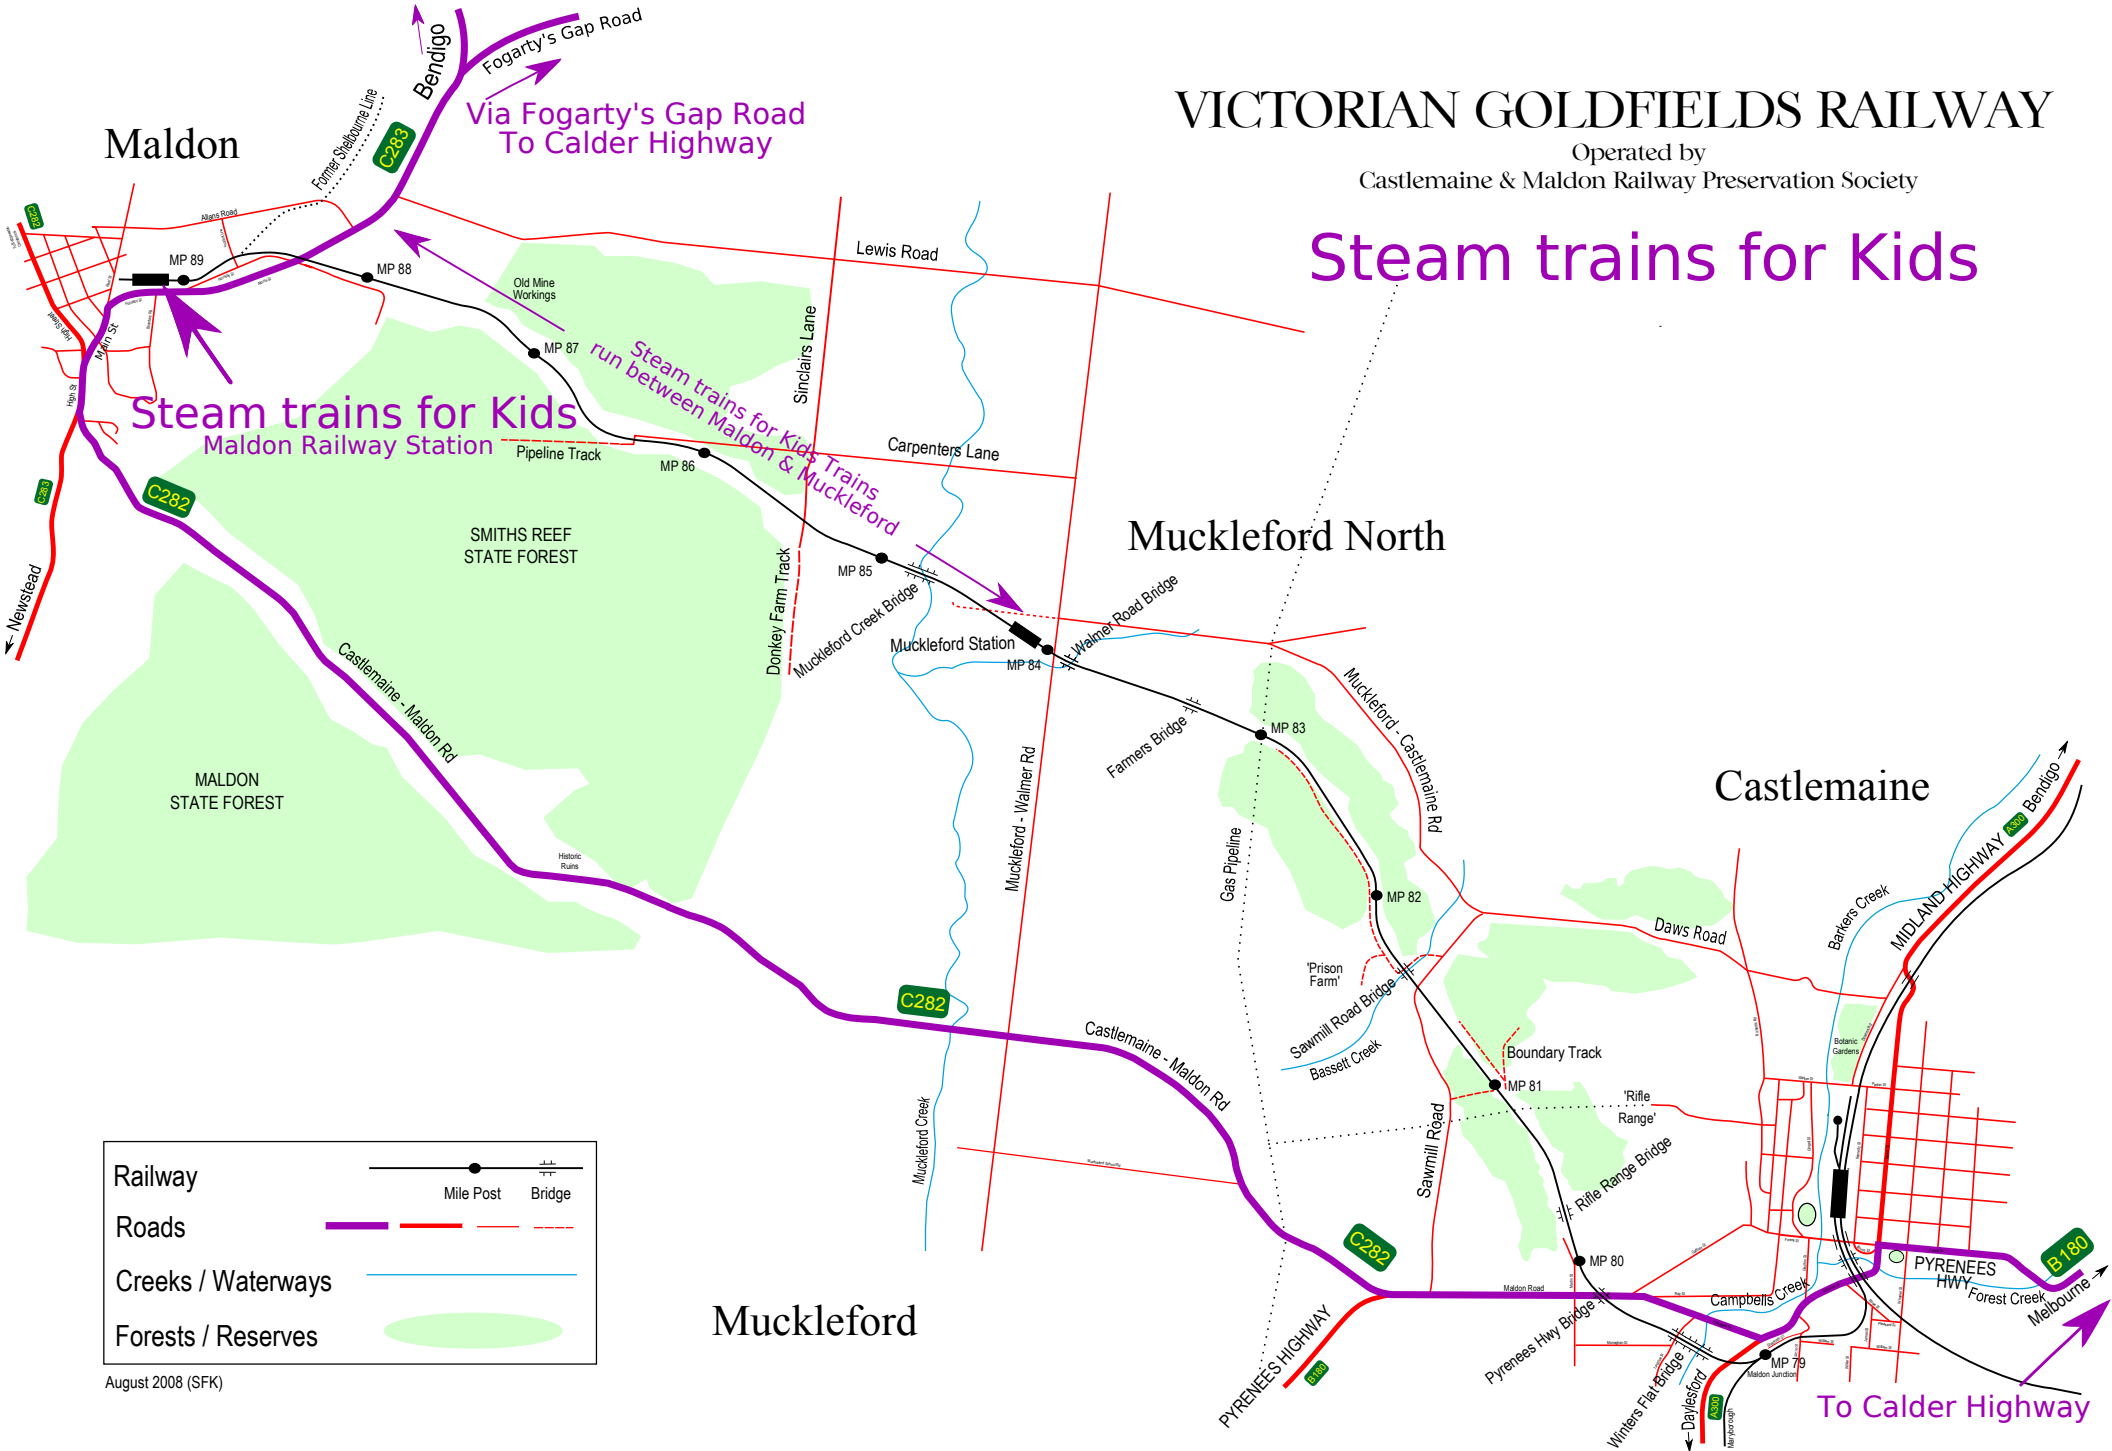 VICTORIAN GOLDFIELDS RAILWAY
Operated by
Castlemaine & Maldon Railway Preservation Society
Steam trains for Kids
Bendigo
Fogarty's Gap Road
Via Fogarty's Gap Road
To Calder Highway
C283
Former Shelbourne Line
Maldon
C282
Allans Road
MP 89
MP 88
Lewis Road
Old Mine
Workings
Sinclairs Lane
MP 87
High Street
Main St
High St
Steam trains for Kids Trains
run between Maldon & Muckleford
Steam trains for Kids
Maldon Railway Station
Pipeline Track
MP 86
Carpenters Lane
C283
C282
SMITHS REEF
STATE FOREST
Muckleford North
MP 85
Donkey Farm Track
Muckleford Creek Bridge
Muckleford Station
MP 84
Walmer Road Bridge
Newstead
Castlemaine - Maldon Rd
Muckleford - Castlemaine Rd
Farmers Bridge
MP 83
MALDON
STATE FOREST
Muckleford - Walmer Rd
Castlemaine
Bendigo
A300
MIDLAND HIGHWAY
Historic
Ruins
Gas Pipeline
MP 82
Daws Road
Barkers Creek
'Prison
Farm'
Sawmill Road Bridge
Bassett Creek
C282
Castlemaine - Maldon Rd
Botanic
Gardens
Boundary Track
MP 81
'Rifle
Range'
Muckleford Creek
Sawmill Road
Rifle Range Bridge
C282
MP 80
Maldon Road
PYRENEES
HWY
B180
Forest Creek
Melbourne
Campbells Creek
Muckleford
PYRENEES HIGHWAY
B180
Pyrenees Hwy Bridge
Winters Flat Bridge
MP 79
Maldon Junction
Daylesford
A300
Maryborough
To Calder Highway
Railway
Mile Post
Bridge
Roads
Creeks / Waterways
Forests / Reserves
August 2008 (SFK)